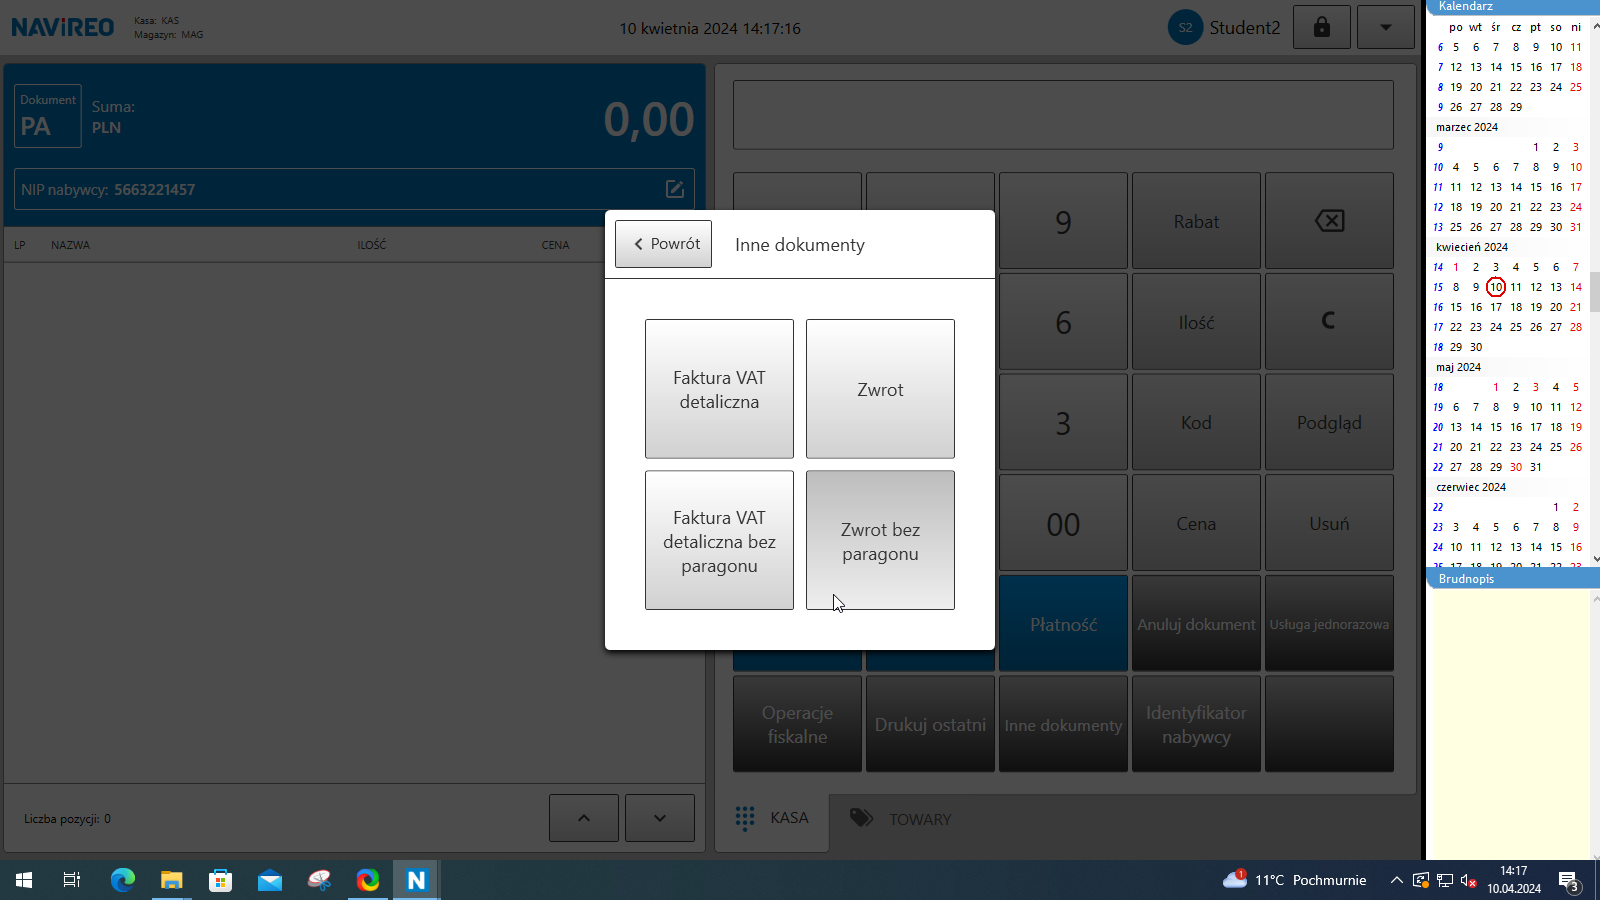 NAViREO
Kasa: KAS
Magazyn: MAG
10 kwietnia 2024 14:17:16
S2 Student2
Dokument
PA
Suma:
PLN
0,00
NIP nabywcy: 5663221457
LP NAZWA ILOŚĆ CENA
Powrót
Inne dokumenty
Faktura VAT
detaliczna
Zwrot
Faktura VAT
detaliczna bez
paragonu
Zwrot bez
paragonu
9 Rabat
6 Ilość C
3 Kod Podgląd
00 Cena Usuń
Płatność Anuluj dokument Usługa jednorazowa
Operacje
fiskalne
Drukuj ostatni
Inne dokumenty
Identyfikator
nabywcy
Liczba pozycji: 0
KASA
TOWARY
Kalendarz
po wt śr cz pt so ni
6 5 6 7 8 9 10 11
7 12 13 14 15 16 17 18
8 19 20 21 22 23 24 25
9 26 27 28 29
marzec 2024
9 1 2 3
10 4 5 6 7 8 9 10
11 11 12 13 14 15 16 17
12 18 19 20 21 22 23 24
13 25 26 27 28 29 30 31
kwiecień 2024
14 1 2 3 4 5 6 7
15 8 9 10 11 12 13 14
16 15 16 17 18 19 20 21
17 22 23 24 25 26 27 28
18 29 30
maj 2024
18 1 2 3 4 5
19 6 7 8 9 10 11 12
20 13 14 15 16 17 18 19
21 20 21 22 23 24 25 26
22 27 28 29 30 31
czerwiec 2024
22 1 2
23 3 4 5 6 7 8 9
24 10 11 12 13 14 15 16
25 17 18 19 20 21 22 23
Brudnopis
N
1
11°C Pochmurnie
14:17
10.04.2024
3